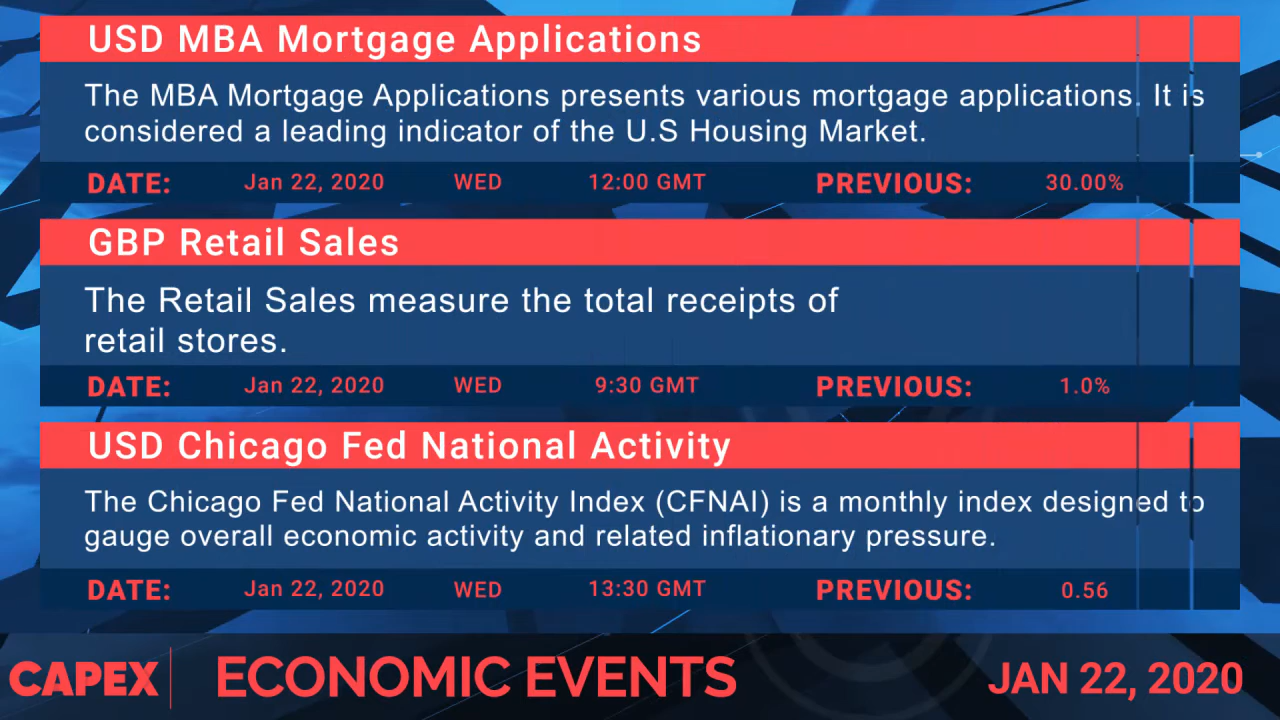 USD MBA Mortgage Applications
The MBA Mortgage Applications presents various mortgage applications. It is
considered a leading indicator of the U.S Housing Market.
DATE: Jan 22, 2020 WED 12:00 GMT PREVIOUS: 30.00%
GBP Retail Sales
The Retail Sales measure the total receipts of
retail stores.
DATE: Jan 22, 2020 WED 9:30 GMT PREVIOUS: 1.0%
USD Chicago Fed National Activity
The Chicago Fed National Activity Index (CFNAI) is a monthly index designed to
gauge overall economic activity and related inflationary pressure.
DATE: Jan 22, 2020 WED 13:30 GMT PREVIOUS: 0.56
CAPEX ECONOMIC EVENTS JAN 22, 2020